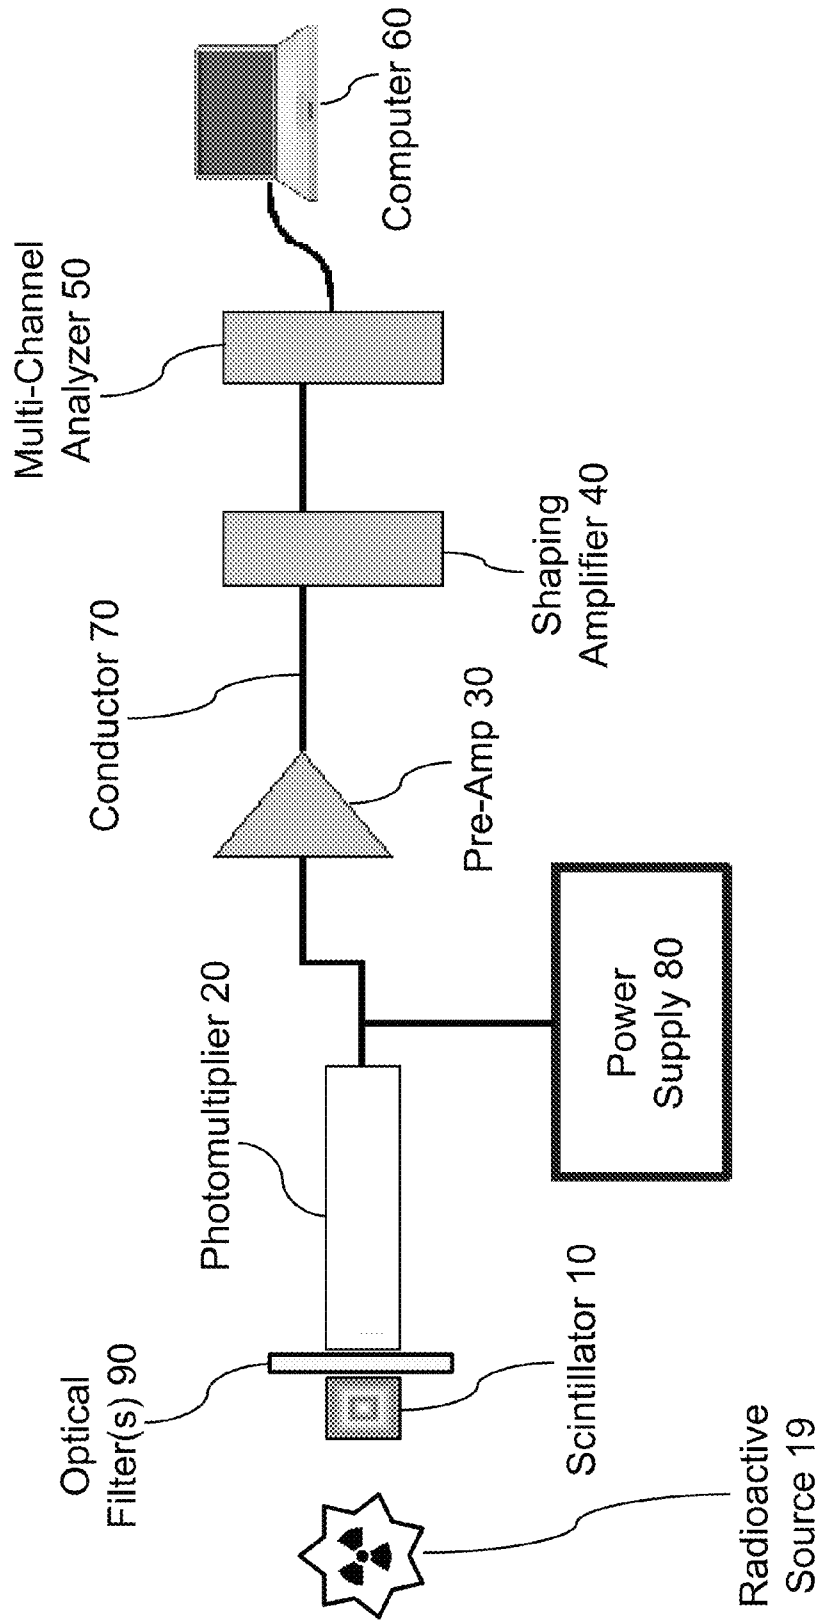 Radioactive
Source 19
Optical
Filter(s) 90
Scintillator 10
Photomultiplier 20
Power
Supply 80
Pre-Amp 30
Conductor 70
Shaping
Amplifier 40
Multi-Channel
Analyzer 50
Computer 60